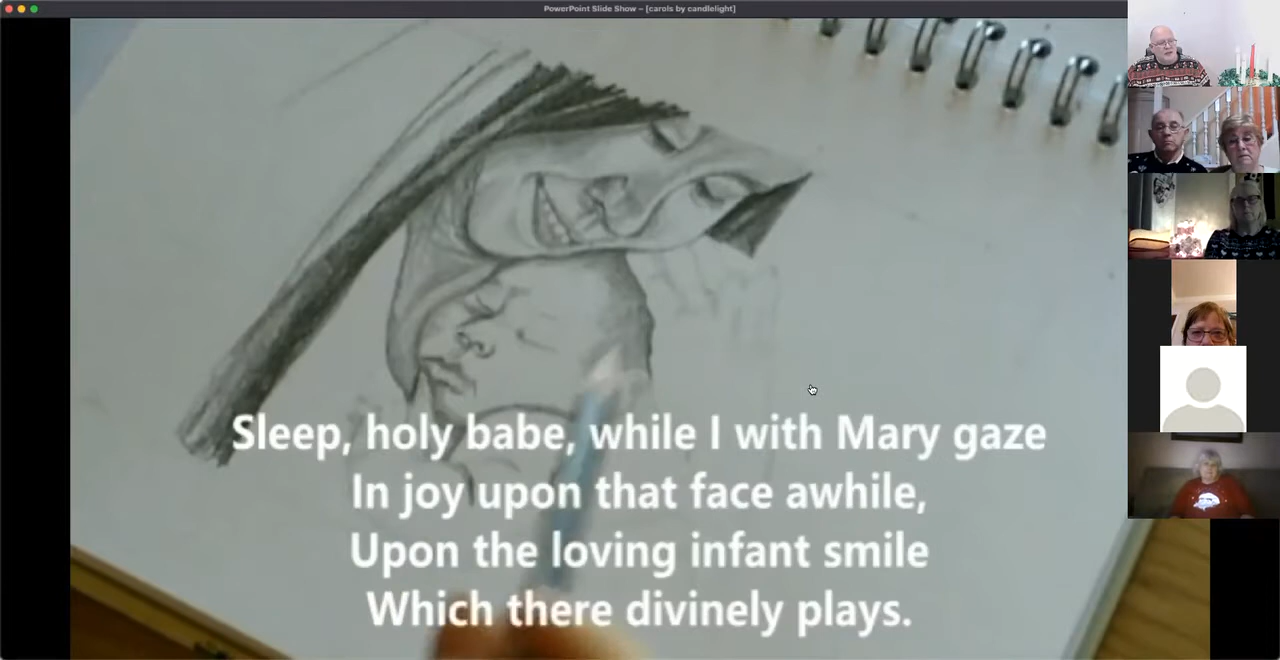 PowerPoint Slide Show – [carols by candlelight]
Sleep, holy babe, while I with Mary gaze
In joy upon that face awhile,
Upon the loving infant smile
Which there divinely plays.